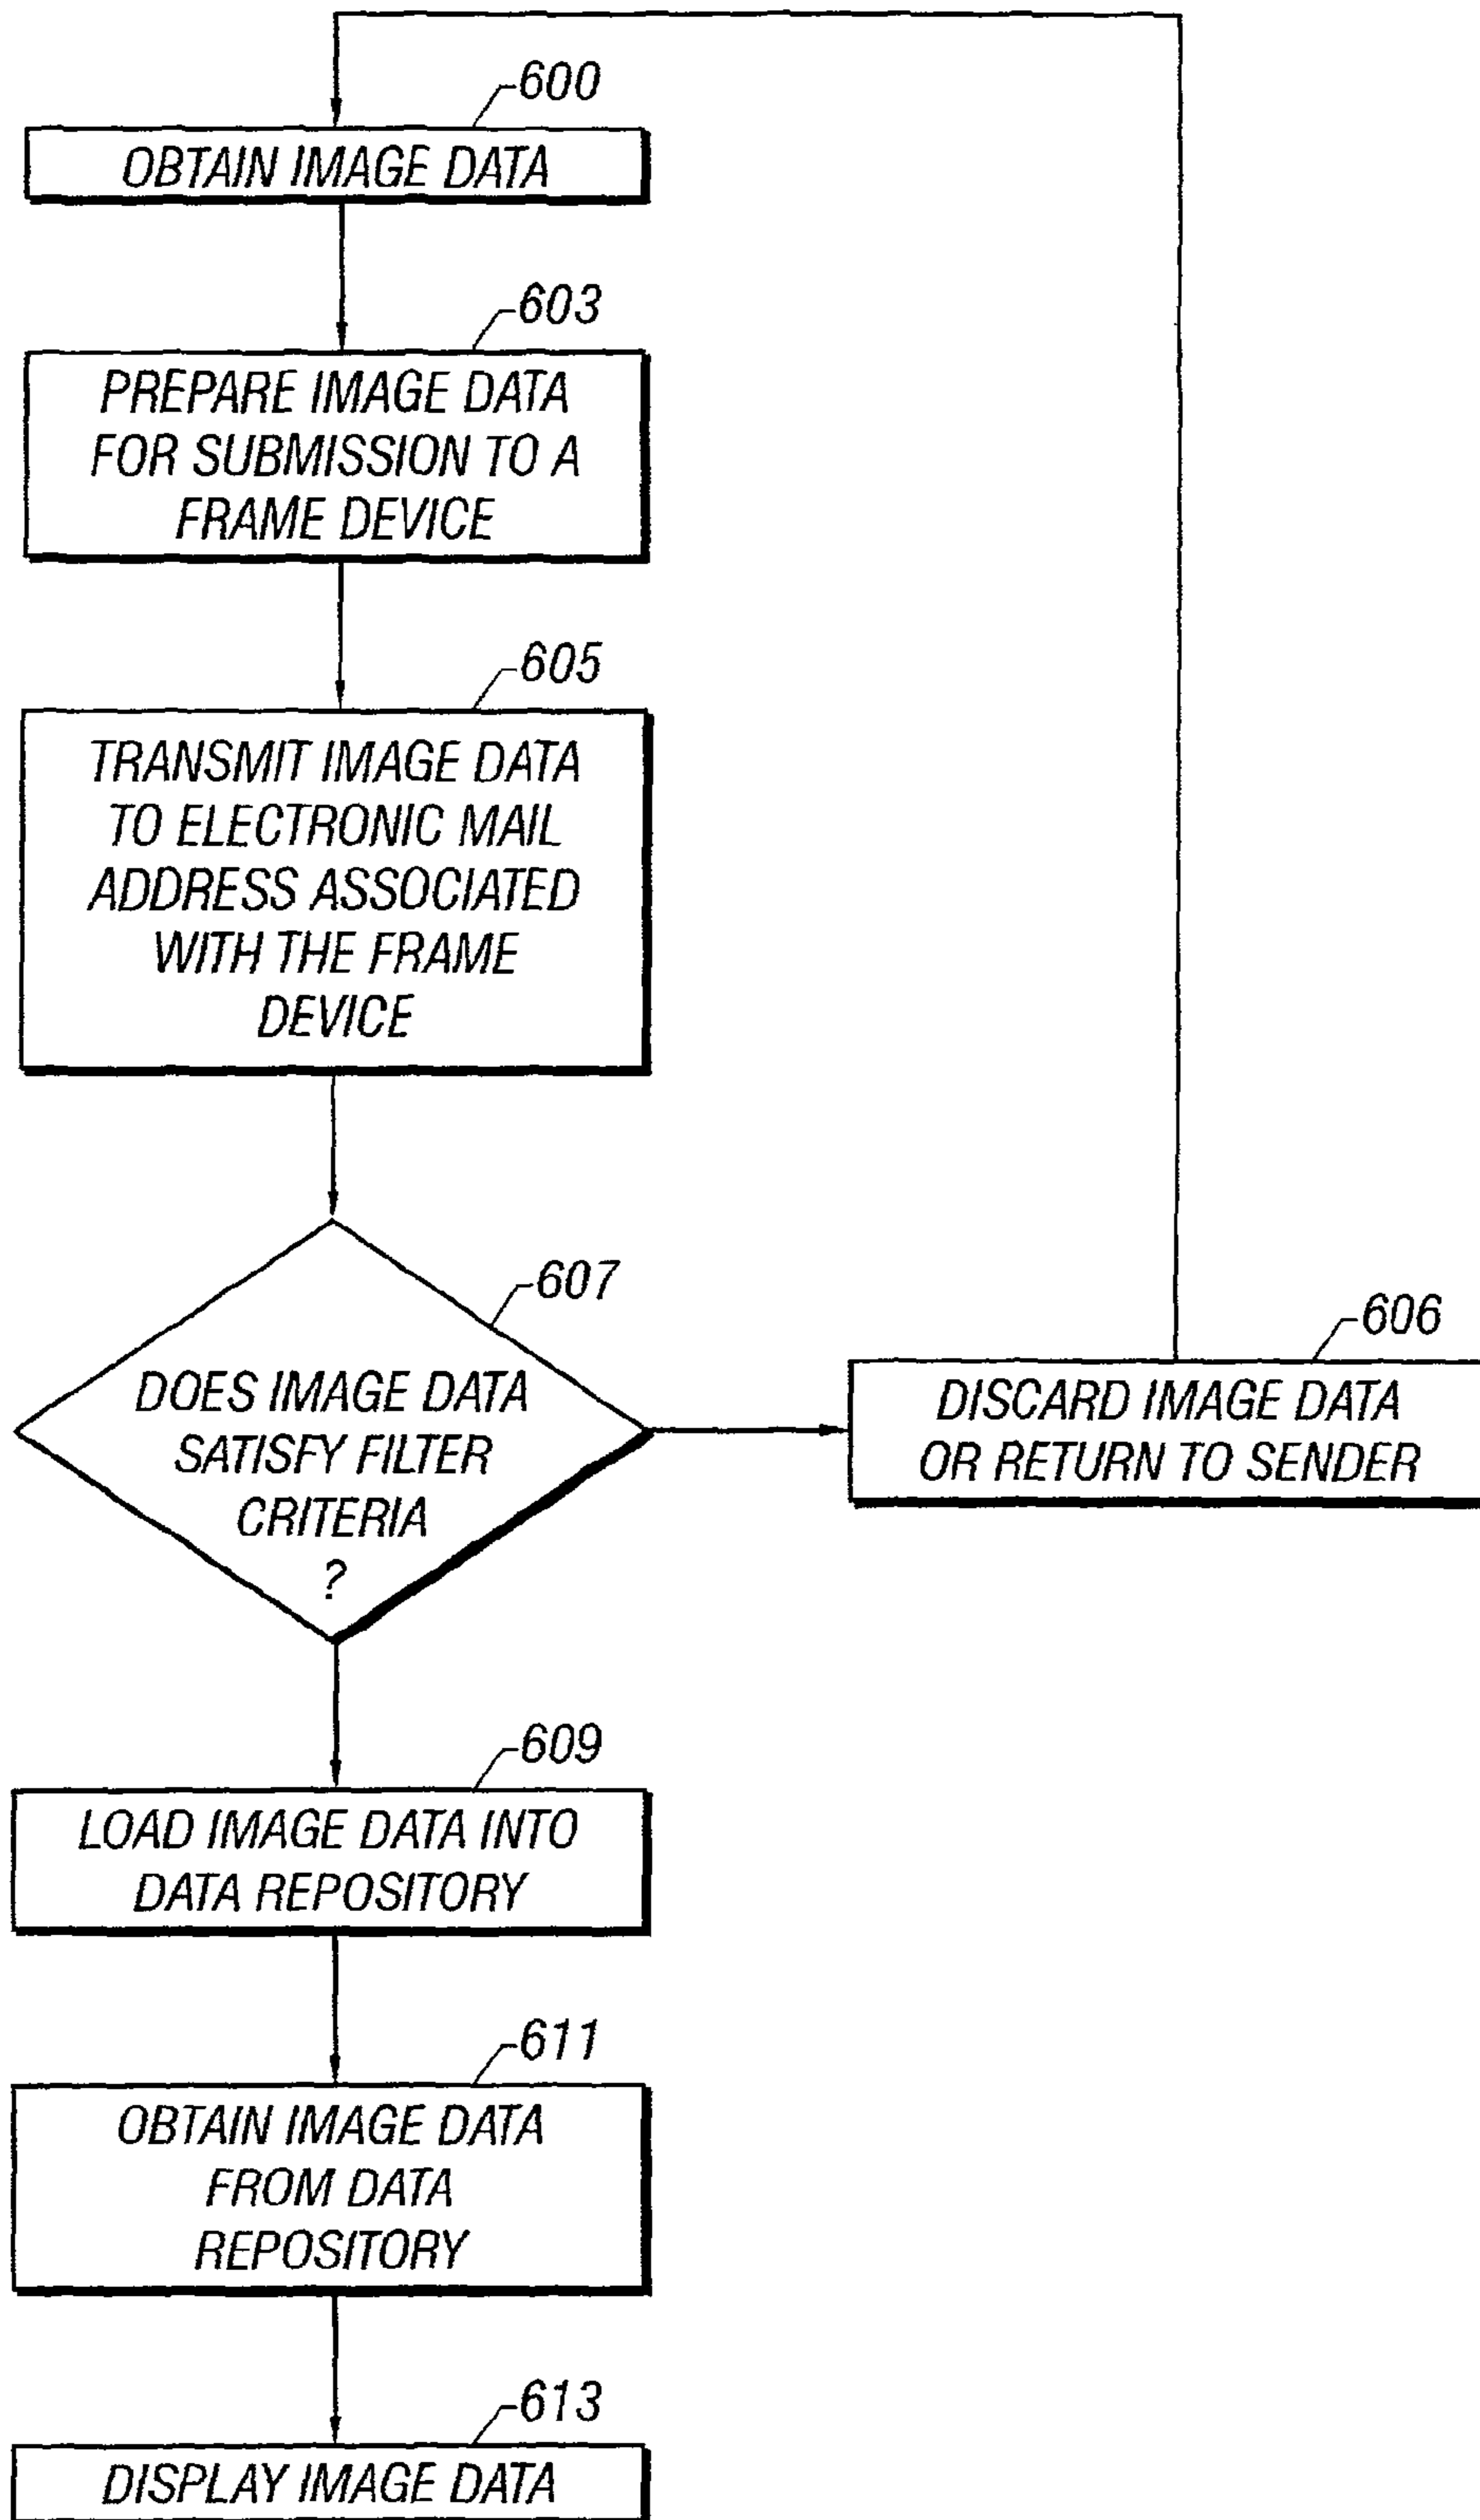 600
OBTAIN IMAGE DATA
603
PREPARE IMAGE DATA
FOR SUBMISSION TO A
FRAME DEVICE
605
TRANSMIT IMAGE DATA
TO ELECTRONIC MAIL
ADDRESS ASSOCIATED
WITH THE FRAME
DEVICE
607
DOES IMAGE DATA
SATISFY FILTER
CRITERIA
?
606
DISCARD IMAGE DATA
OR RETURN TO SENDER
609
LOAD IMAGE DATA INTO
DATA REPOSITORY
611
OBTAIN IMAGE DATA
FROM DATA
REPOSITORY
613
DISPLAY IMAGE DATA